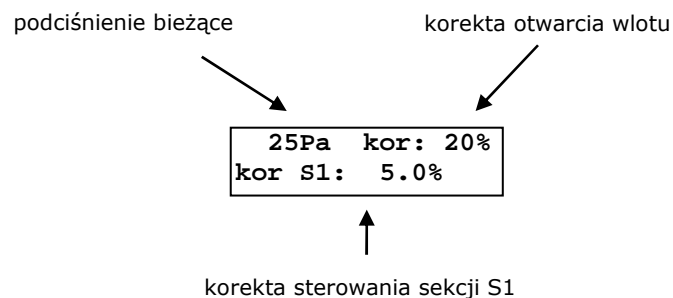 podciśnienie bieżące
korekta otwarcia wlotu
25Pa kor: 20%
kor S1: 5.0%
korekta sterowania sekcji S1